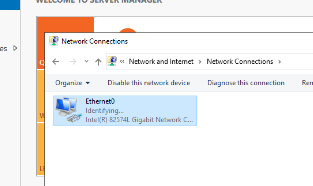 WELCOME TO SERVER MANAGER
Network Connections
Network and Internet > Network Connections >
Organize
Disable this network device
Diagnose this connection
Ethernet0
Identifying...
Intel(R) 82574L Gigabit Network C...